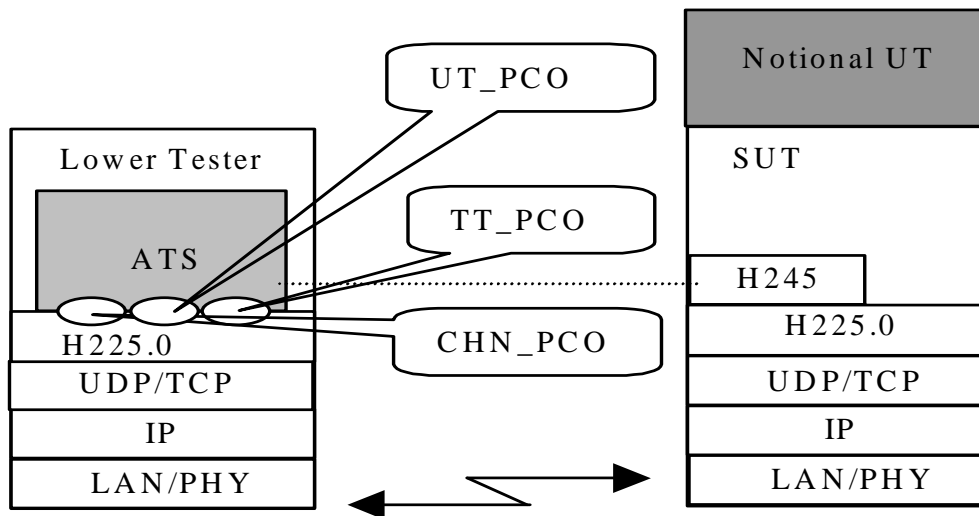 Lower Tester
ATS
H225.0
UDP/TCP
IP
LAN/PHY
UT_PCO
TT_PCO
CHN_PCO
Notional UT
SUT
H245
H225.0
UDP/TCP
IP
LAN/PHY